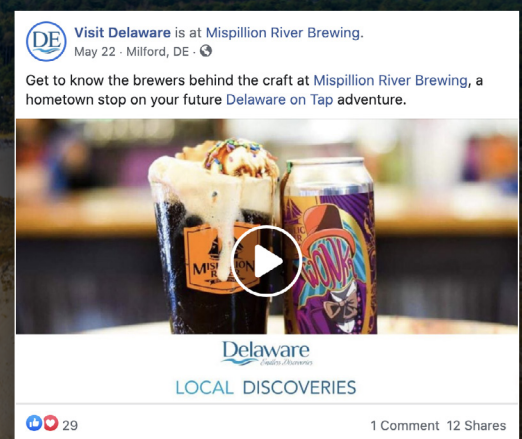 DE
Visit Delaware is at Mispillion River Brewing.
May 22 · Milford, DE ·
Get to know the brewers behind the craft at Mispillion River Brewing, a
hometown stop on your future Delaware on Tap adventure.
WONKA
Delaware
Endless Discoveries
LOCAL DISCOVERIES
29
1 Comment 12 Shares